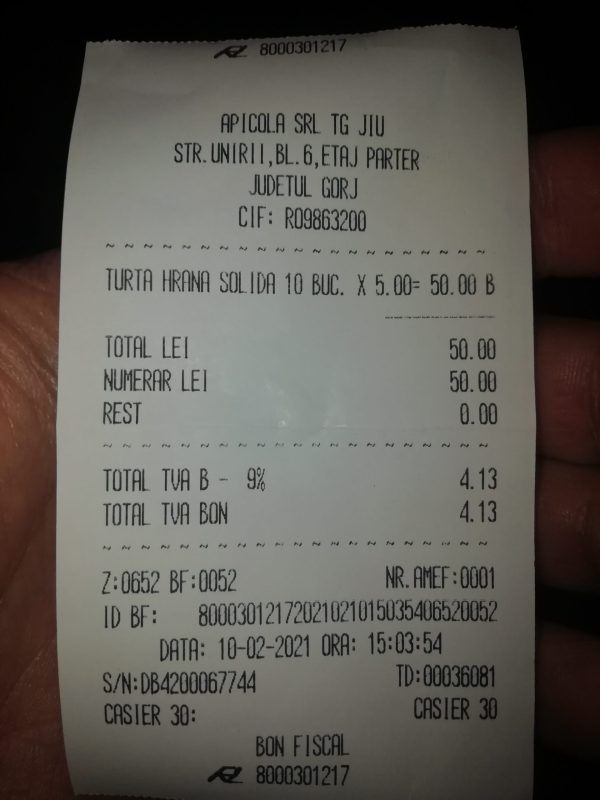 8000301217
APICOLA SRL TG JIU
STR.UNIRII,BL.6,ETAJ PARTER
JUDETUL GORJ
CIF: RO9863200
TURTA HRANA SOLIDA 10 BUC. X 5.00= 50.00 B
TOTAL LEI 50.00
NUMERAR LEI 50.00
REST 0.00
TOTAL TVA B - 9% 4.13
TOTAL TVA BON 4.13
Z:0652 BF:0052 NR.AMEF:0001
ID BF: 80003012172021021015035406520052
DATA: 10-02-2021 ORA: 15:03:54
S/N:DB4200067744 TD:00036081
CASIER 30: CASIER 30
BON FISCAL
8000301217